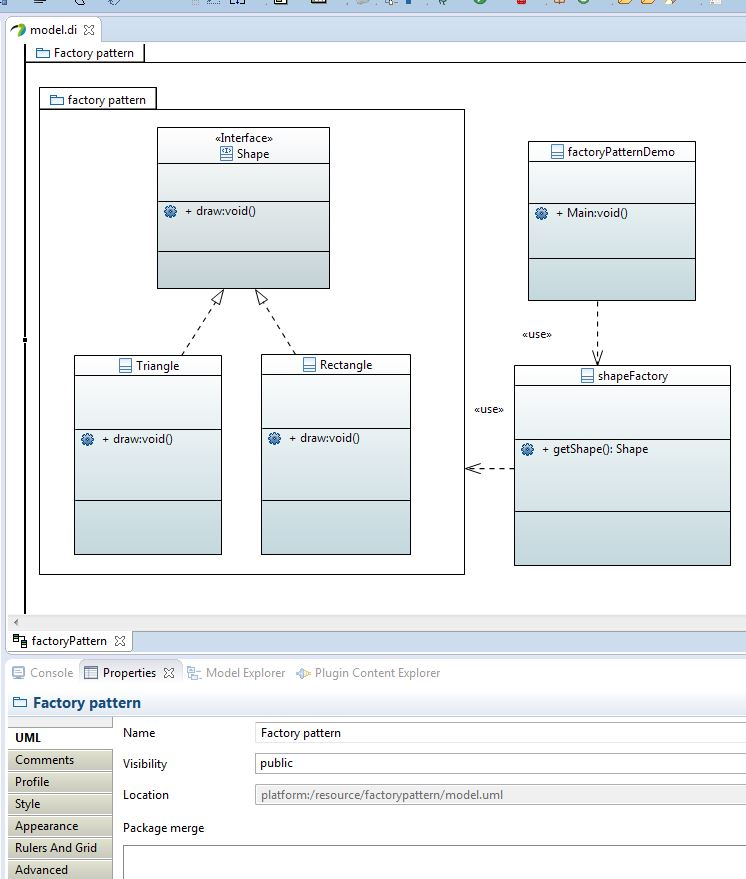 model.di
Factory pattern
factory pattern
«Interface»
Shape
+ draw:void()
factoryPatternDemo
+ Main:void()
«use»
Triangle
+ draw:void()
Rectangle
+ draw:void()
shapeFactory
«use»
+ getShape(): Shape
factoryPattern
Console Properties Model Explorer Plugin Content Explorer
Factory pattern
UML
Comments
Profile
Style
Appearance
Rulers And Grid
Advanced
Name Factory pattern
Visibility public
Location platform:/resource/factorypattern/model.uml
Package merge